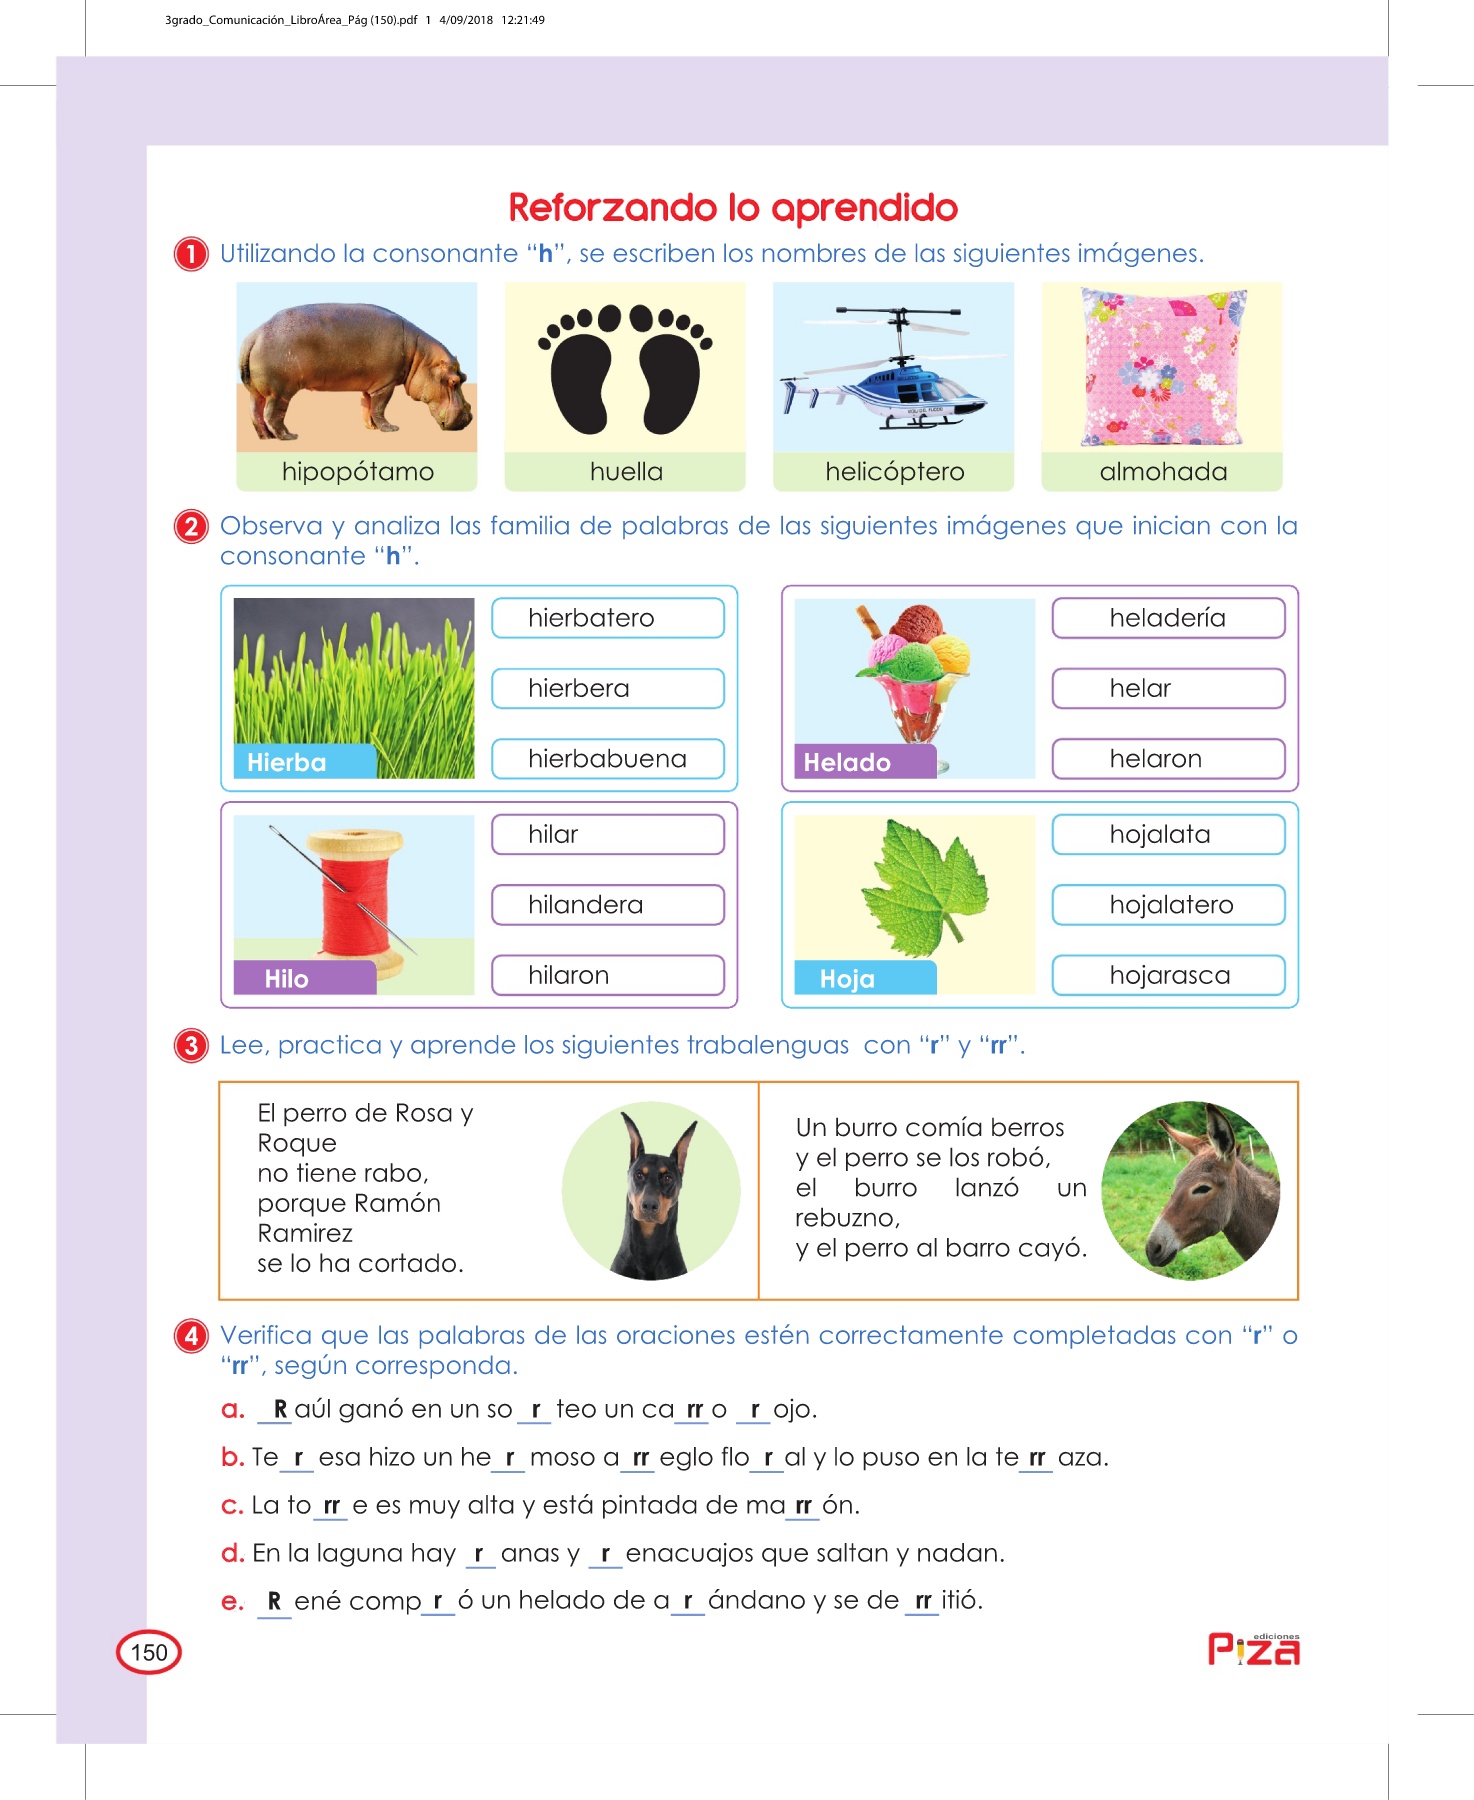 3grado_Comunicación_LibroÁrea_Pág (150).pdf 1 4/09/2018 12:21:49
Reforzando lo aprendido
1 Utilizando la consonante “h”, se escriben los nombres de las siguientes imágenes.
hipopótamo huella helicóptero almohada
2 Observa y analiza las familia de palabras de las siguientes imágenes que inician con la
consonante “h”.
hierbatero
hierbera
hierbabuena
Hierba
heladería
helar
helaron
Helado
hilar
hilandera
hilaron
Hilo
hojalata
hojalatero
hojarasca
Hoja
3 Lee, practica y aprende los siguientes trabalenguas con “r” y “rr”.
El perro de Rosa y
Roque
no tiene rabo,
porque Ramón
Ramirez
se lo ha cortado.
Un burro comía berros
y el perro se los robó,
el burro lanzó un
rebuzno,
y el perro al barro cayó.
4 Verifica que las palabras de las oraciones estén correctamente completadas con “r” o
“rr”, según corresponda.
a. R aúl ganó en un so r teo un ca rr o r ojo.
b. Te r esa hizo un he r moso a rr eglo flo r al y lo puso en la te rr aza.
c. La to rr e es muy alta y está pintada de ma rr ón.
d. En la laguna hay r anas y r enacuajos que saltan y nadan.
e. R ené comp r ó un helado de a r ándano y se de rr itió.
150
ediciones
Piza